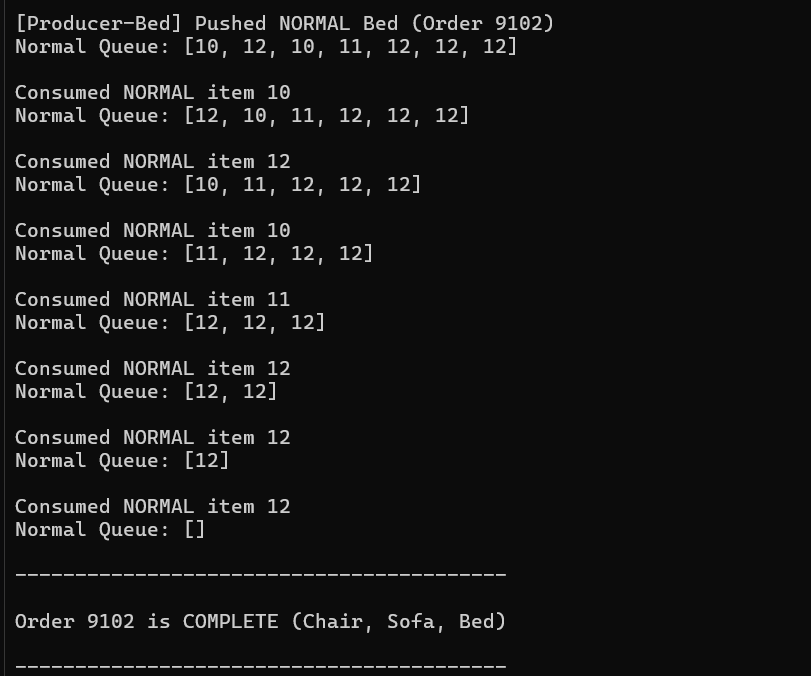 [Producer-Bed] Pushed NORMAL Bed (Order 9102)
Normal Queue: [10, 12, 10, 11, 12, 12, 12]
Consumed NORMAL item 10
Normal Queue: [12, 10, 11, 12, 12, 12]
Consumed NORMAL item 12
Normal Queue: [10, 11, 12, 12, 12]
Consumed NORMAL item 10
Normal Queue: [11, 12, 12, 12]
Consumed NORMAL item 11
Normal Queue: [12, 12, 12]
Consumed NORMAL item 12
Normal Queue: [12, 12]
Consumed NORMAL item 12
Normal Queue: [12]
Consumed NORMAL item 12
Normal Queue: []
-----------------------------------------
Order 9102 is COMPLETE (Chair, Sofa, Bed)
-----------------------------------------